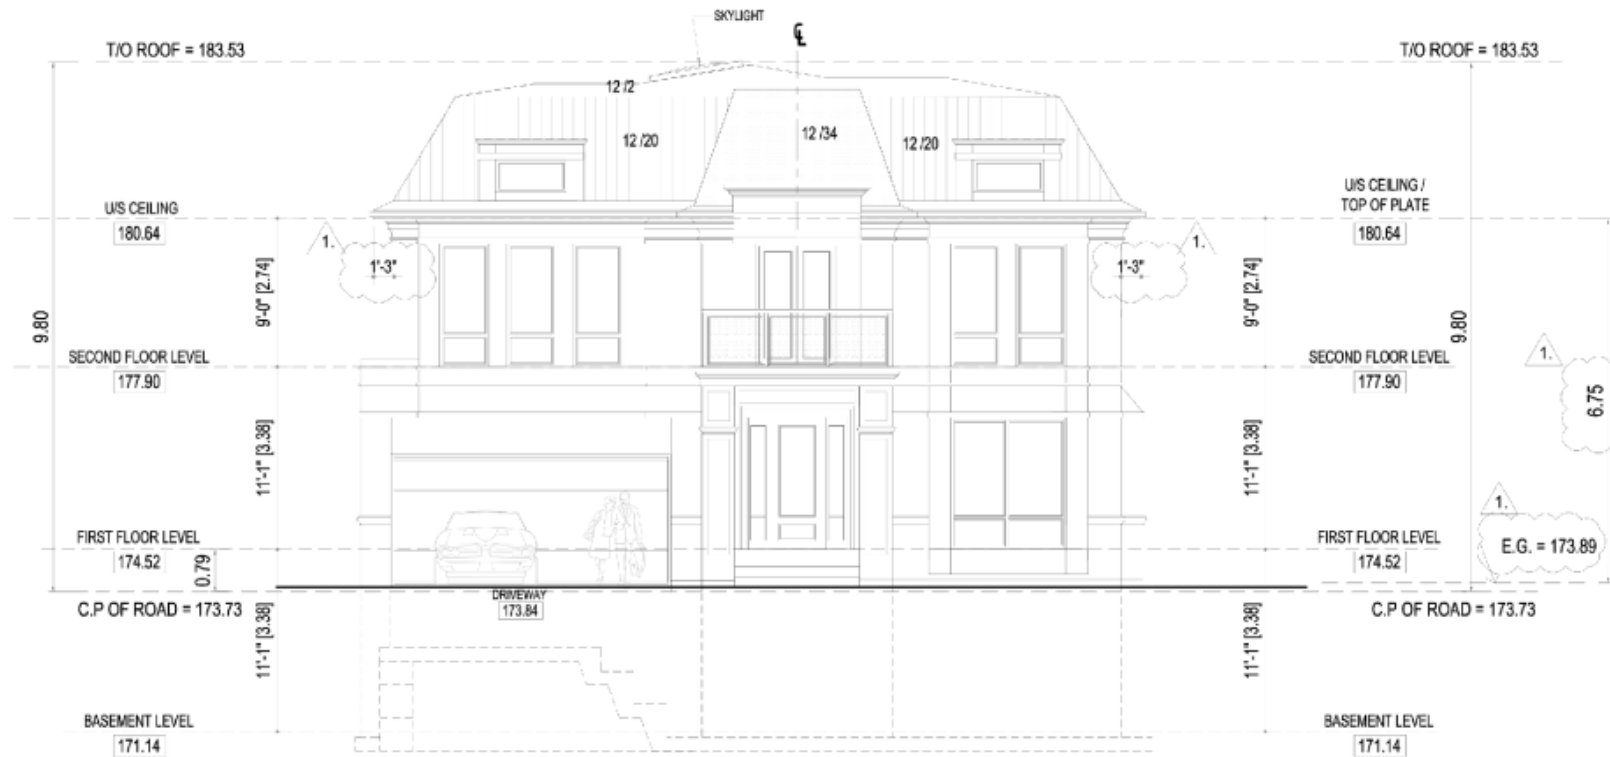 SKYLIGHT
℄
T/O ROOF = 183.53
T/O ROOF = 183.53
12 /2
12 /20
12 /34
12 /20
U/S CEILING
180.64
U/S CEILING /
TOP OF PLATE
180.64
1.
1'-3"
1.
1'-3"
9'-0" [2.74]
9'-0" [2.74]
9.80
9.80
SECOND FLOOR LEVEL
177.90
SECOND FLOOR LEVEL
177.90
1.
6.75
11'-1" [3.38]
11'-1" [3.38]
FIRST FLOOR LEVEL
174.52
0.79
FIRST FLOOR LEVEL
174.52
1.
E.G. = 173.89
C.P OF ROAD = 173.73
DRIVEWAY
173.84
C.P OF ROAD = 173.73
11'-1" [3.38]
11'-1" [3.38]
BASEMENT LEVEL
171.14
BASEMENT LEVEL
171.14